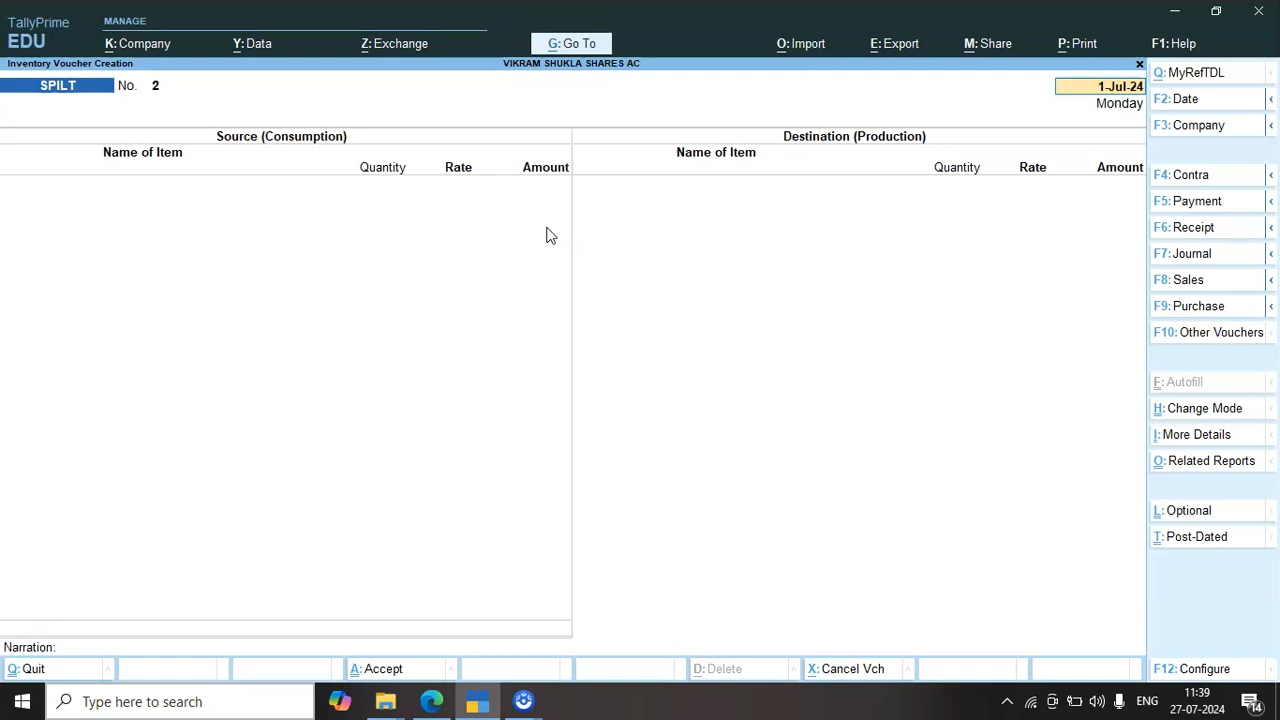 TallyPrime
EDU
MANAGE
K: Company
Y: Data
Z: Exchange
G: Go To
O: Import
E: Export
M: Share
P: Print
F1: Help
Inventory Voucher Creation
VIKRAM SHUKLA SHARES AC
SPILT No. 2
1-Jul-24
Monday
Source (Consumption)
Destination (Production)
Name of Item
Quantity Rate Amount
Name of Item
Quantity Rate Amount
Q: MyRefTDL
F2: Date
F3: Company
F4: Contra
F5: Payment
F6: Receipt
F7: Journal
F8: Sales
F9: Purchase
F10: Other Vouchers
F: Autofill
H: Change Mode
I: More Details
O: Related Reports
L: Optional
T: Post-Dated
Narration:
Q: Quit
A: Accept
D: Delete
X: Cancel Vch
F12: Configure
Type here to search
ENG
11:39
27-07-2024
14